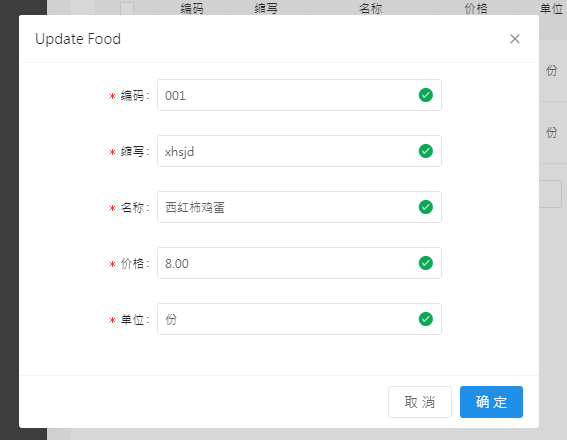 编码 缩写 名称 价格 单位
Update Food
份
* 编码: 001
份
* 缩写: xhsjd
* 名称: 西红柿鸡蛋
* 价格: 8.00
* 单位: 份
取 消 确 定